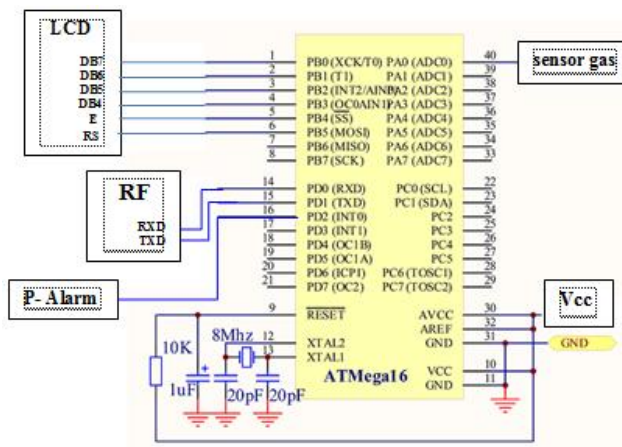 LCD
DB7
DB6
DB5
DB4
E
RS
RF
RXD
TXD
P- Alarm
1 PB0 (XCK/T0) PA0 (ADC0) 40
2 PB1 (T1) PA1 (ADC1) 39
3 PB2 (INT2/AIN0) PA2 (ADC2) 38
4 PB3 (OC0AIN1) PA3 (ADC3) 37
5 PB4 (SS) PA4 (ADC4) 36
6 PB5 (MOSI) PA5 (ADC5) 35
7 PB6 (MISO) PA6 (ADC6) 34
8 PB7 (SCK) PA7 (ADC7) 33
14 PD0 (RXD) PC0 (SCL) 22
15 PD1 (TXD) PC1 (SDA) 23
16 PD2 (INT0) PC2 24
17 PD3 (INT1) PC3 25
18 PD4 (OC1B) PC4 26
19 PD5 (OC1A) PC5 27
20 PD6 (ICP1) PC6 (TOSC1) 28
21 PD7 (OC2) PC7 (TOSC2) 29
9 RESET AVCC 30
AREF 32
12 XTAL2 GND 31
13 XTAL1
VCC 10
GND 11
ATMega16
sensor gas
Vcc
GND
8Mhz
10K
1uF
20pF
20pF